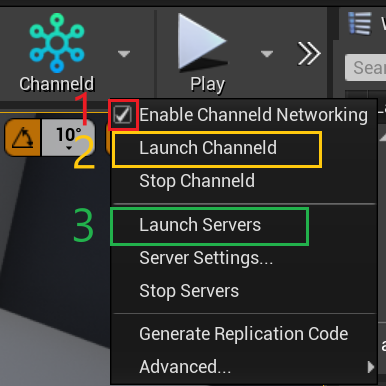 Channeld
Play
Sear
1
Enable Channeld Networking
10°
2
Launch Channeld
Stop Channeld
3
Launch Servers
Server Settings...
Stop Servers
Generate Replication Code
Advanced...